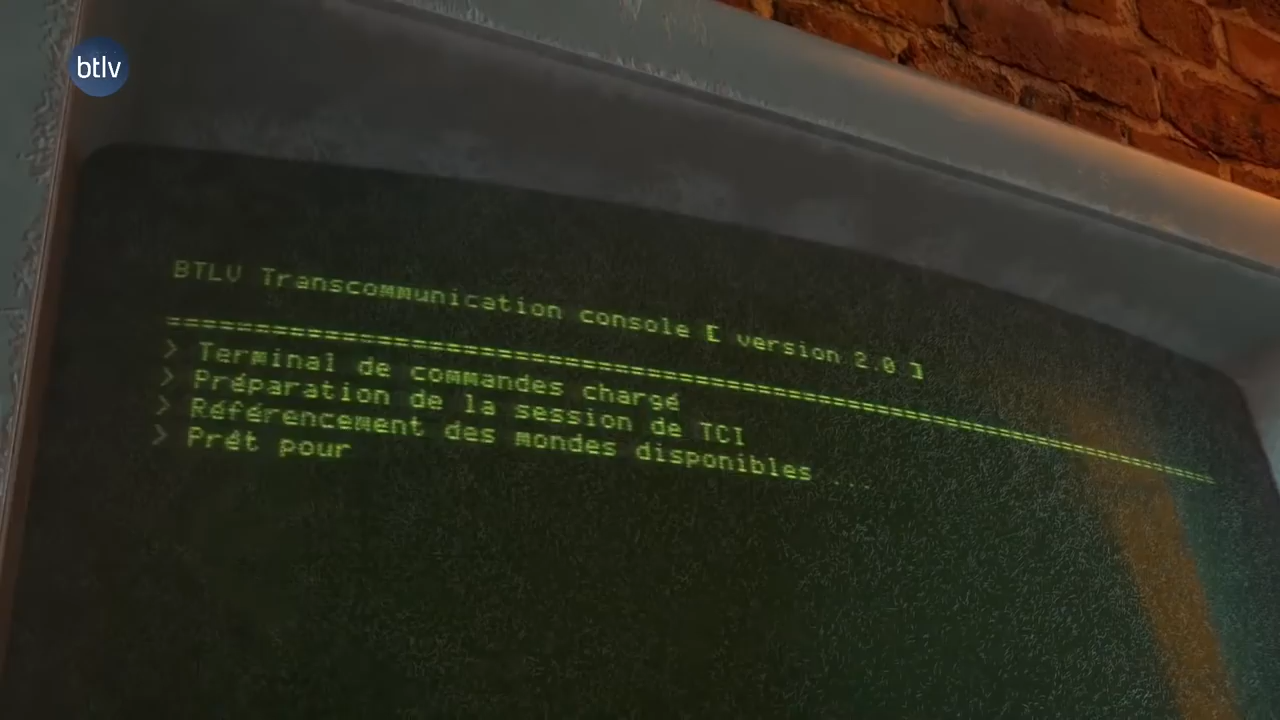 btlv
BTLV Transcommunication console [ version 2.0 ]
==================================================
> Terminal de commandes chargé
> Préparation de la session de TCI
> Référencement des mondes disponibles ...
> Prêt pour